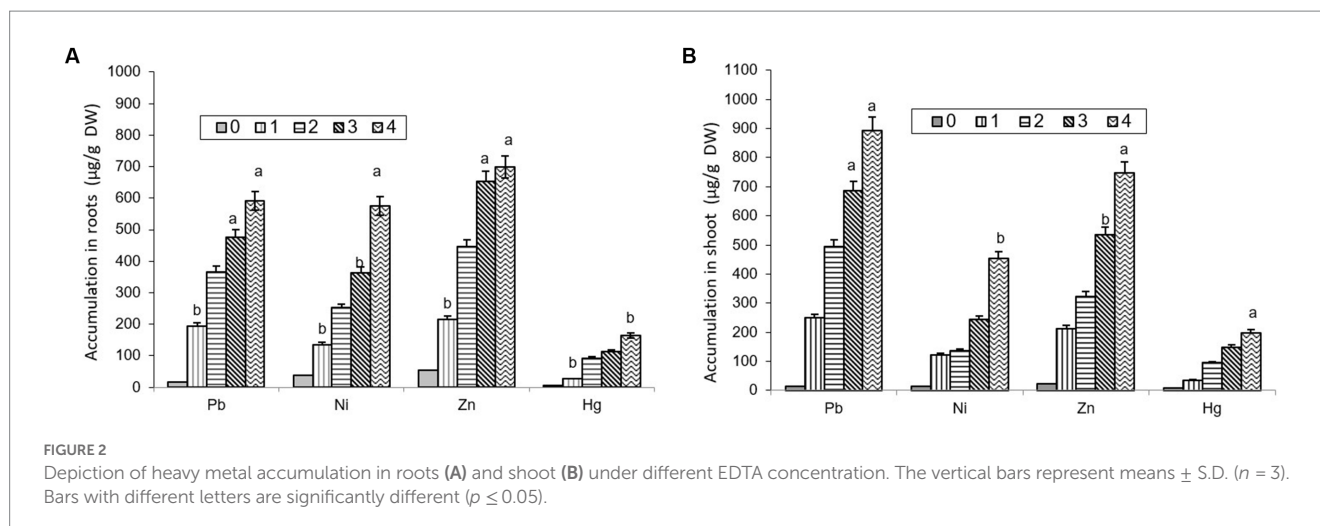 A
Accumulation in roots (µg/g DW)
1000
900
800
700
600
500
400
300
200
100
0
0 1 2 3 4
b a a
b b a
b a a
b b
Pb Ni Zn Hg
B
Accumulation in shoot (µg/g DW)
1100
1000
900
800
700
600
500
400
300
200
100
0
0 1 2 3 4
a a
b
b a
a
Pb Ni Zn Hg
FIGURE 2
Depiction of heavy metal accumulation in roots (A) and shoot (B) under different EDTA concentration. The vertical bars represent means ± S.D. (n = 3).
Bars with different letters are significantly different (p ≤ 0.05).